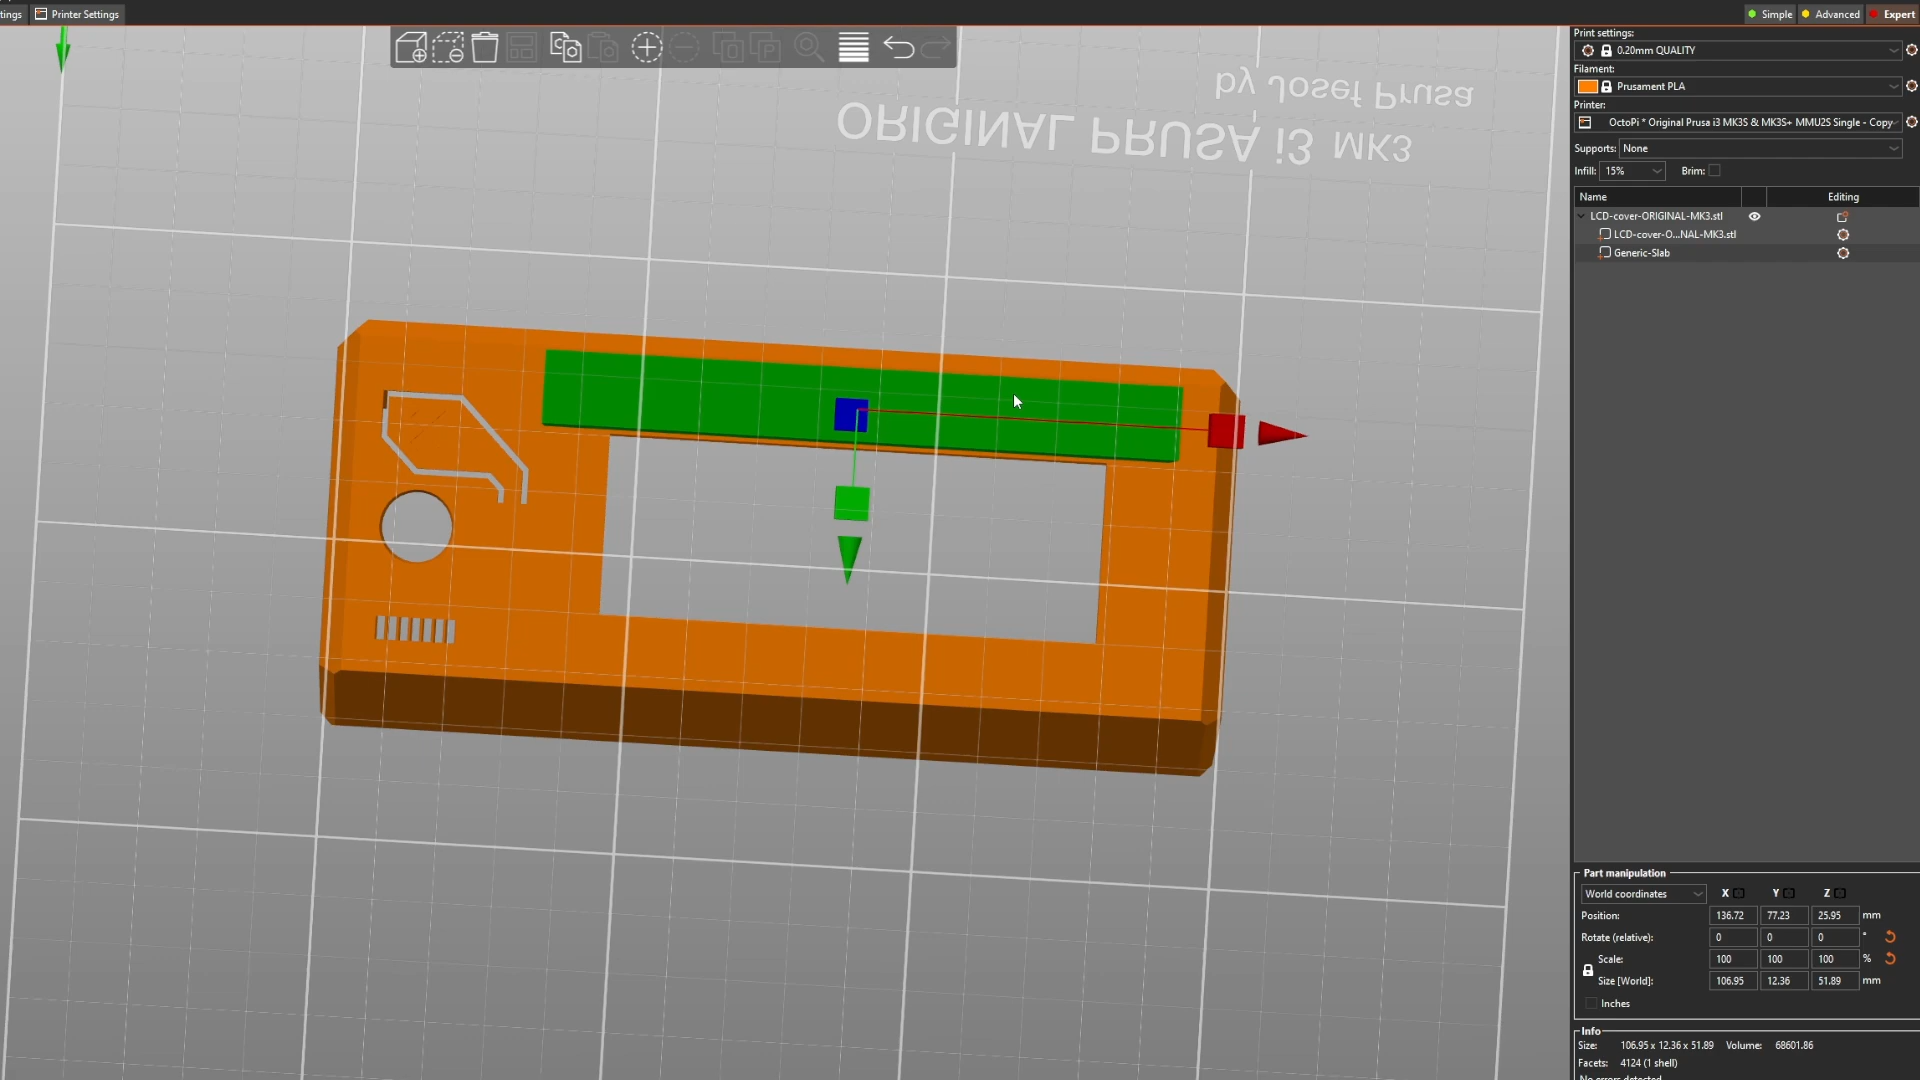 tings
Printer Settings
Simple
Advanced
Expert
by Josef Prusa
ORIGINAL PRUSA i3 MK3
Print settings:
0.20mm QUALITY
Filament:
Prusament PLA
Printer:
OctoPi * Original Prusa i3 MK3S & MK3S+ MMU2S Single - Copy
Supports: None
Infill: 15% Brim:
Name Editing
LCD-cover-ORIGINAL-MK3.stl
LCD-cover-O...NAL-MK3.stl
Generic-Slab
Part manipulation
World coordinates X Y Z
Position: 136.72 77.23 25.95 mm
Rotate (relative): 0 0 0 °
Scale: 100 100 100 %
Size [World]: 106.95 12.36 51.89 mm
Inches
Info
Size: 106.95 x 12.36 x 51.89 Volume: 68601.86
Facets: 4124 (1 shell)
No errors detected